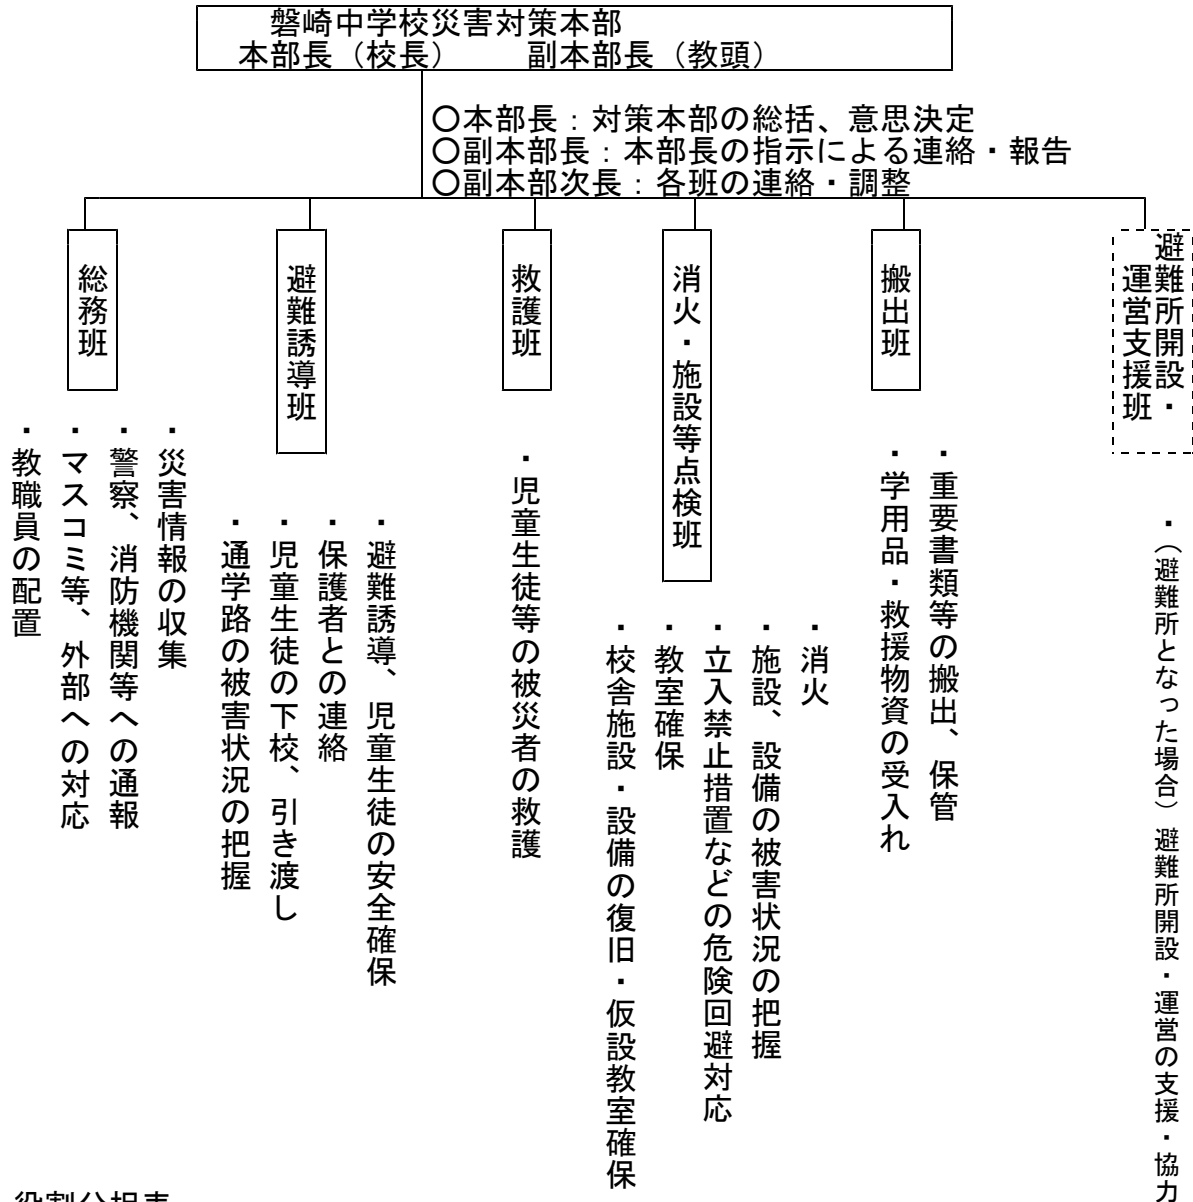 磐崎中学校災害対策本部
本部長（校長）　　副本部長（教頭）
〇本部長：対策本部の総括、意思決定
〇副本部長：本部長の指示による連絡・報告
〇副本部次長：各班の連絡・調整
総務班
・災害情報の収集
・警察、消防機関等への通報
・マスコミ等、外部への対応
・教職員の配置
避難誘導班
・避難誘導、児童生徒の安全確保
・保護者との連絡
・児童生徒の下校、引き渡し
・通学路の被害状況の把握
救護班
・児童生徒等の被災者の救護
消火・施設等点検班
・消火
・施設、設備の被害状況の把握
・立入禁止措置などの危険回避対応
・教室確保
・校舎施設・設備の復旧・仮設教室確保
搬出班
・重要書類等の搬出、保管
・学用品・救援物資の受入れ
避難所開設・
運営支援班
・（避難所となった場合）避難所開設・運営の支援・協力
役割分担表